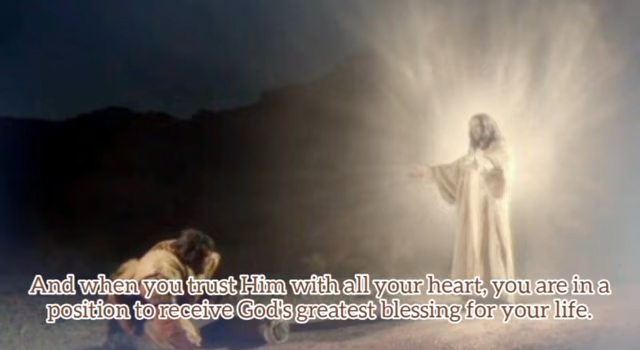 And when you trust Him with all your heart, you are in a
position to receive God's greatest blessing for your life.